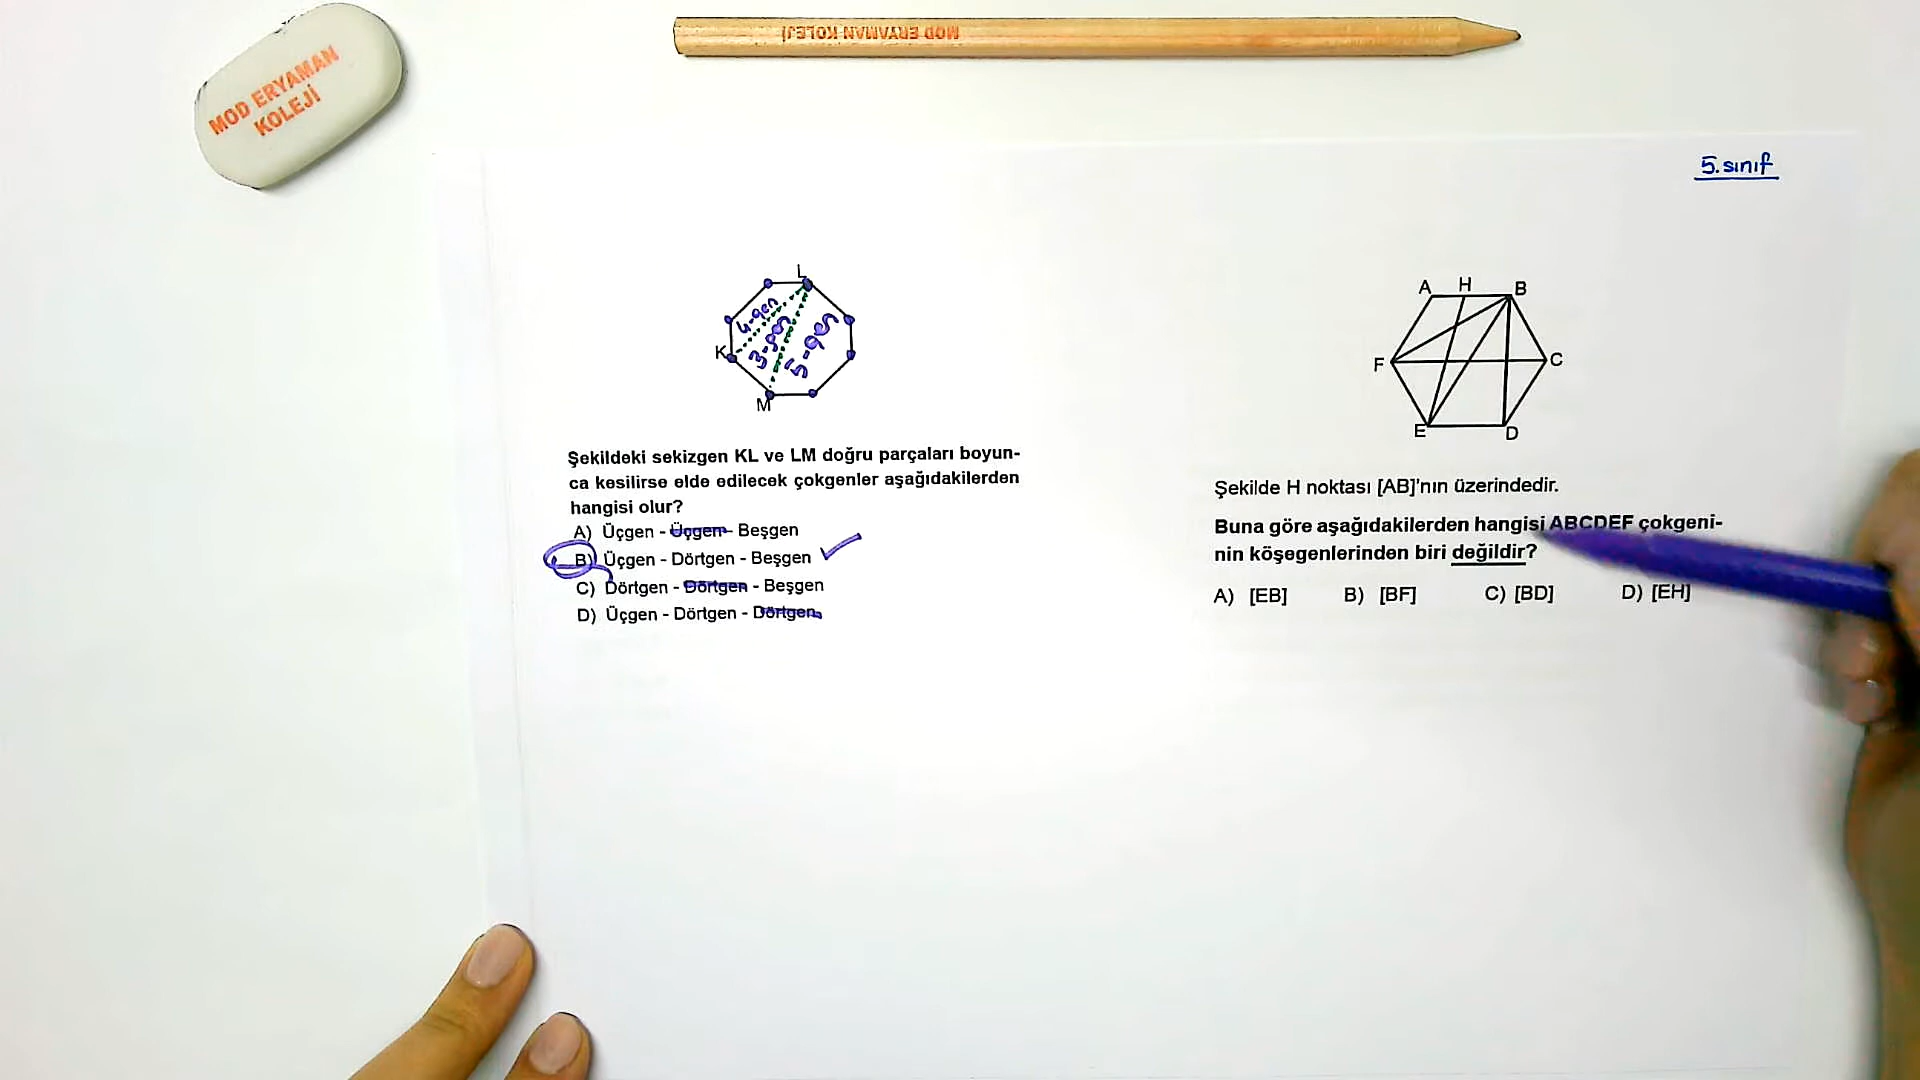 MOD ERYAMAN
KOLEJİ
MOD ERYAMAN KOLEJİ
5. sınıf
L
4-gen
3-gen
5-gen
K
M
Şekildeki sekizgen KL ve LM doğru parçaları boyun-
ca kesilirse elde edilecek çokgenler aşağıdakilerden
hangisi olur?
A) Üçgen - Üçgen - Beşgen
B) Üçgen - Dörtgen - Beşgen
C) Dörtgen - Dörtgen - Beşgen
D) Üçgen - Dörtgen - Dörtgen
A H B
F C
E D
Şekilde H noktası [AB]'nın üzerindedir.
Buna göre aşağıdakilerden hangisi ABCDEF çokgeni-
nin köşegenlerinden biri değildir?
A) [EB] B) [BF] C) [BD] D) [EH]